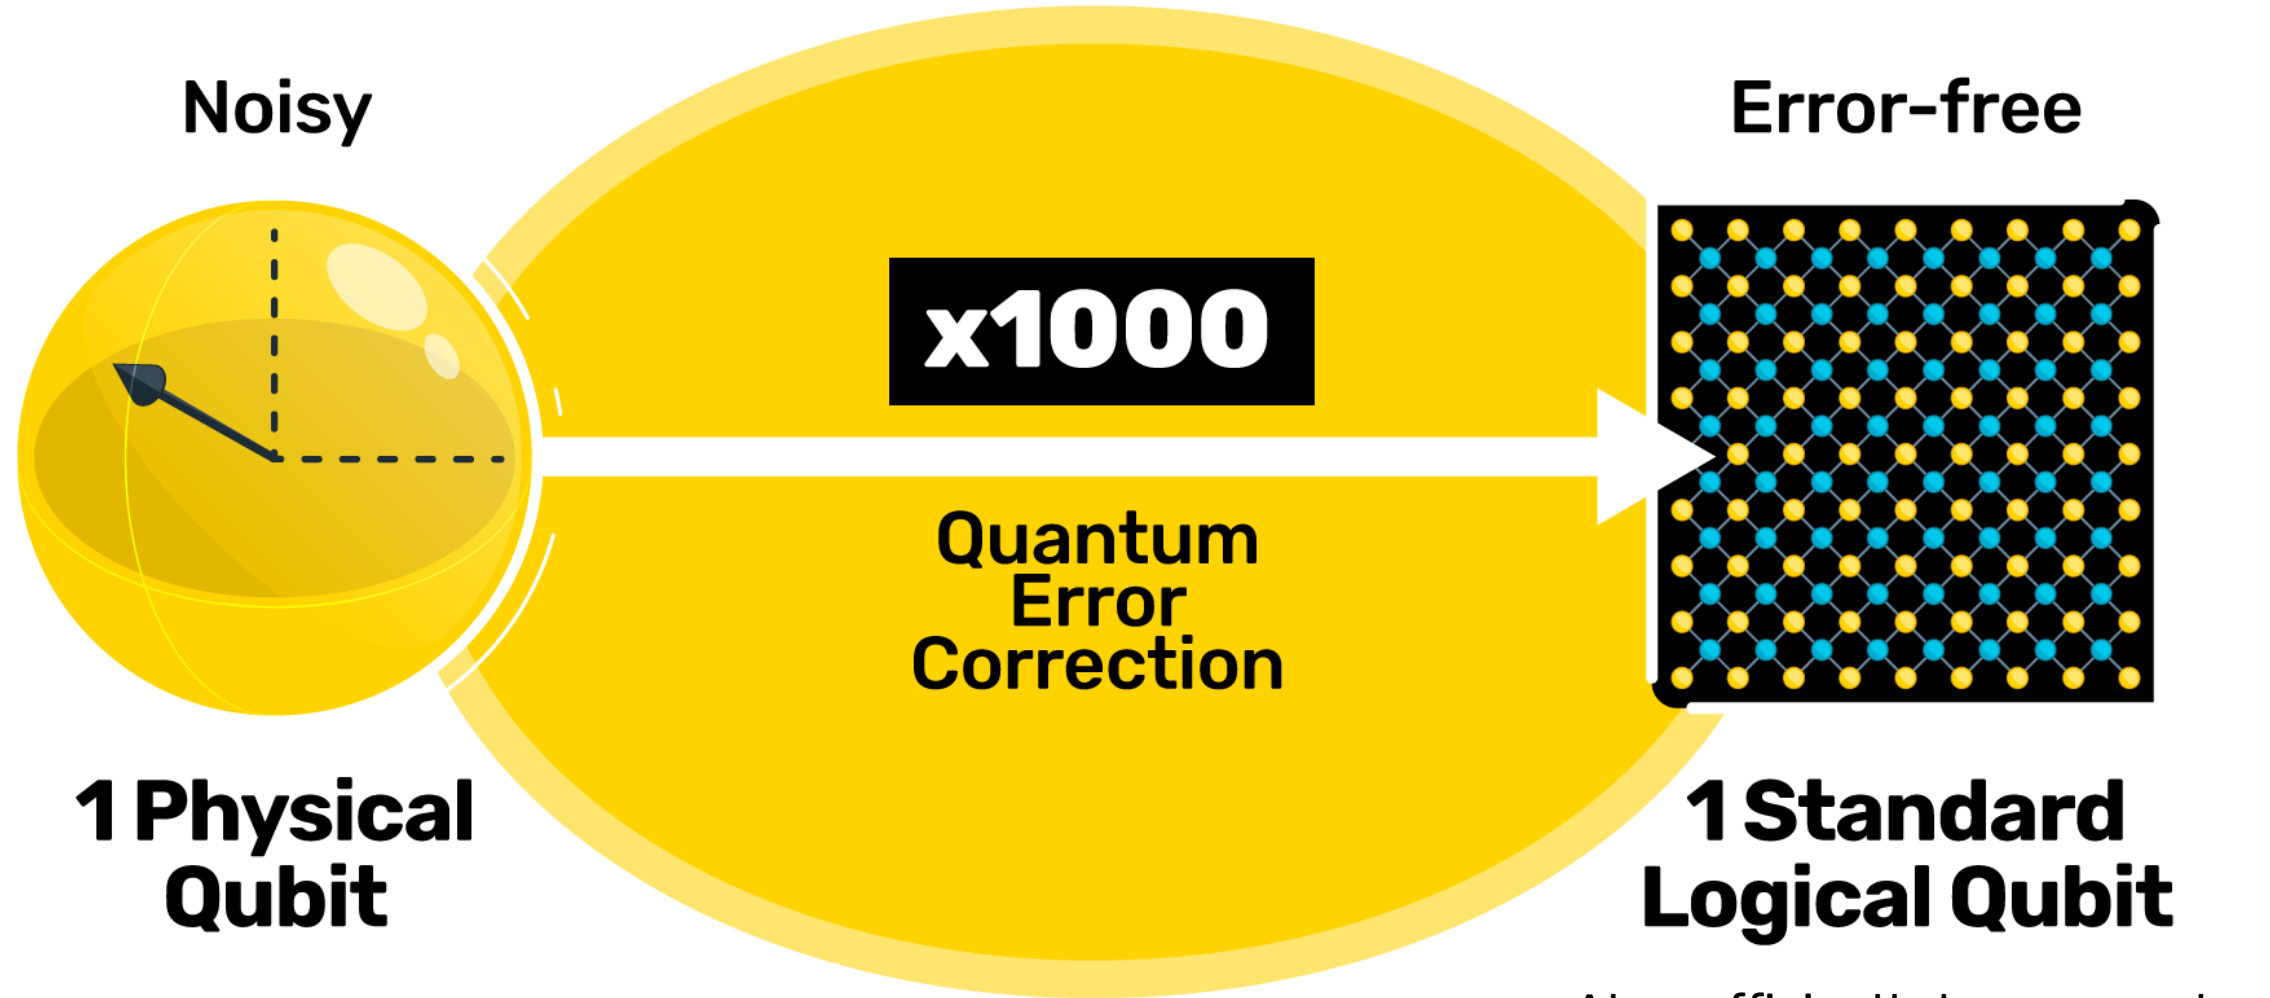 Noisy
Error-free
x1000
Quantum
Error
Correction
1 Physical
Qubit
1 Standard
Logical Qubit